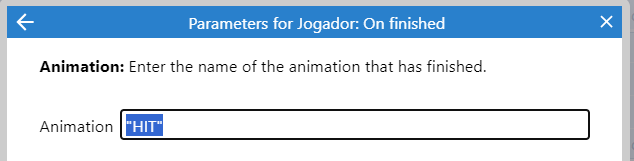 Parameters for Jogador: On finished
Animation: Enter the name of the animation that has finished.
Animation "HIT"